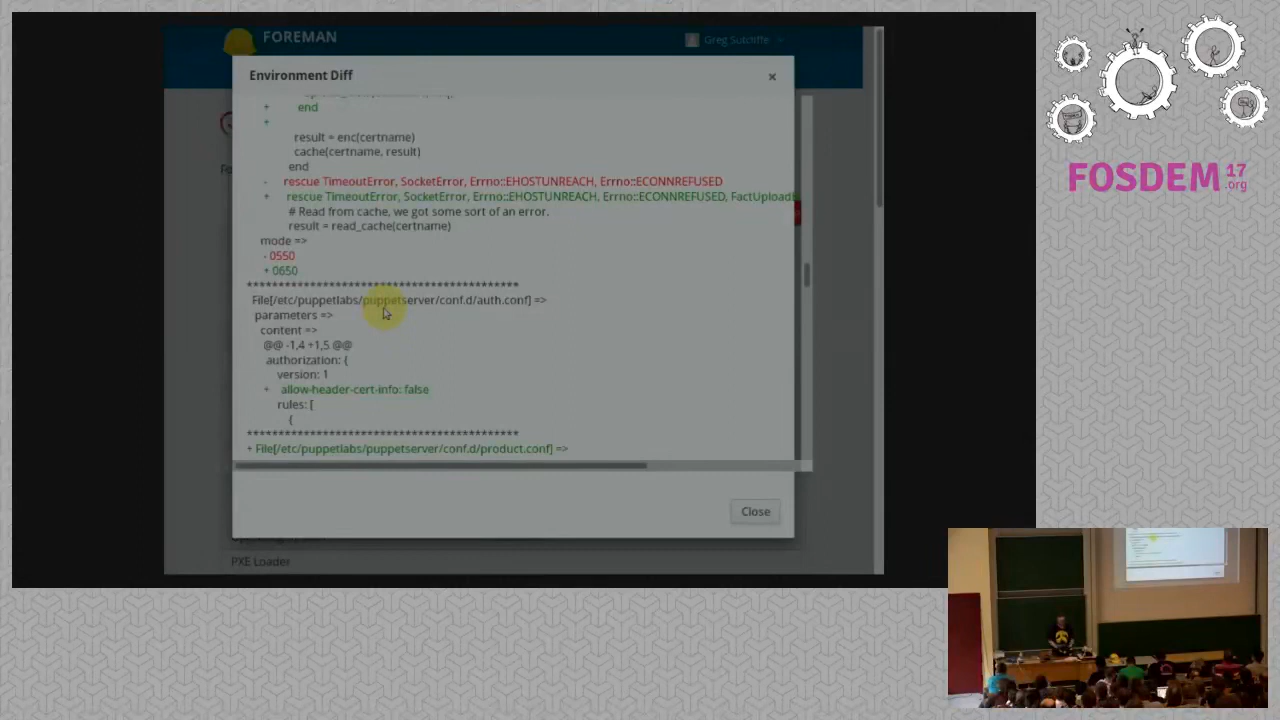 FOREMAN
Greg Sutcliffe
Environment Diff
×
+ end
+
result = enc(certname)
cache(certname, result)
end
- rescue TimeoutError, SocketError, Errno::EHOSTUNREACH, Errno::ECONNREFUSED
+ rescue TimeoutError, SocketError, Errno::EHOSTUNREACH, Errno::ECONNREFUSED, FactUpload
# Read from cache, we got some sort of an error.
result = read_cache(certname)
mode =>
- 0550
+ 0650
*******************************************
File[/etc/puppetlabs/puppetserver/conf.d/auth.conf] =>
parameters =>
content =>
@@ -1,4 +1,5 @@
authorization: {
version: 1
+ allow-header-cert-info: false
rules: [
{
*******************************************
+ File[/etc/puppetlabs/puppetserver/conf.d/product.conf] =>
Close
PXE Loader
FOSDEM 17
.org